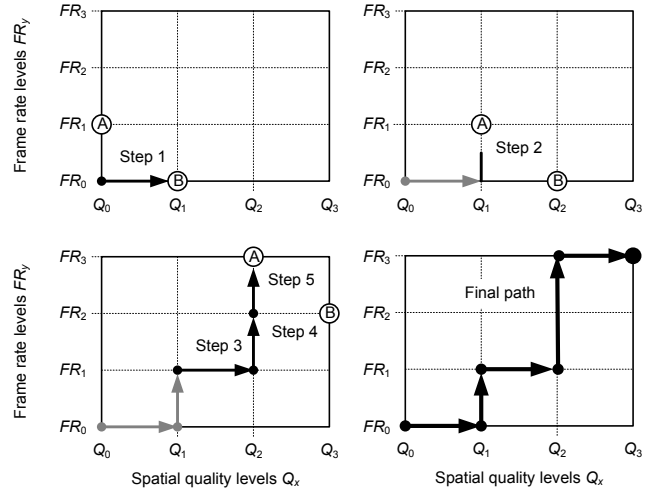 FR3
FR2
FR1
FR0
Frame rate levels FRy
A
Step 1
B
Q0
Q1
Q2
Q3
FR3
FR2
FR1
FR0
A
Step 2
B
Q0
Q1
Q2
Q3
FR3
FR2
FR1
FR0
Frame rate levels FRy
A
Step 5
B
Step 3
Step 4
Q0
Q1
Q2
Q3
Spatial quality levels Qx
FR3
FR2
FR1
FR0
Final path
Q0
Q1
Q2
Q3
Spatial quality levels Qx